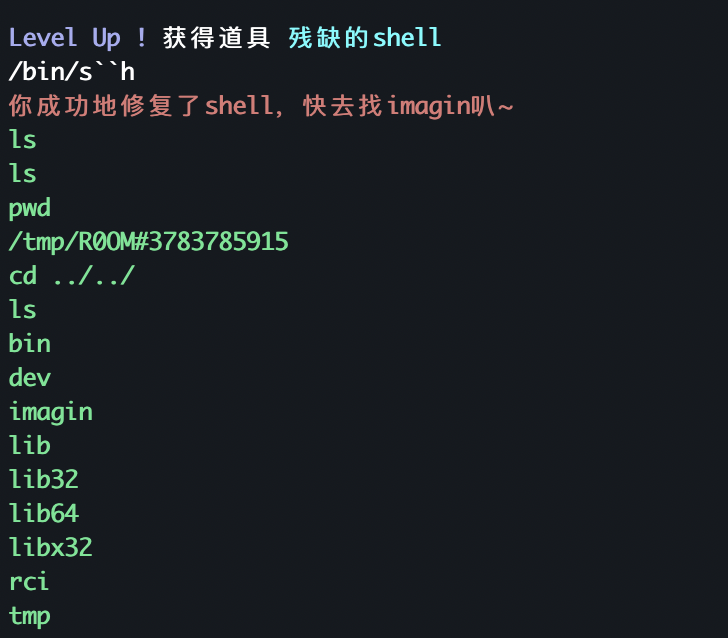 Level Up ! 获得道具 残缺的shell
/bin/s``h
你成功地修复了shell, 快去找imagin叭~
ls
ls
pwd
/tmp/R0OM#3783785915
cd ../../
ls
bin
dev
imagin
lib
lib32
lib64
libx32
rci
tmp